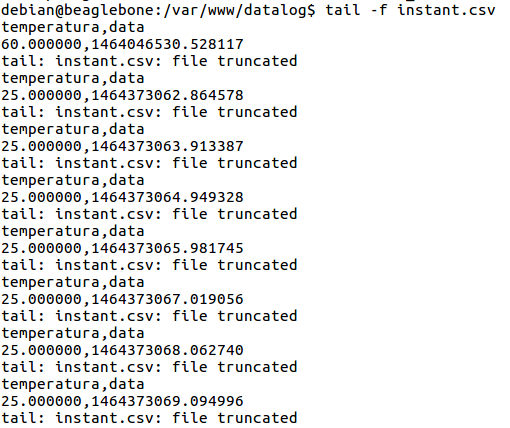 debian@beaglebone:/var/www/datalog$ tail -f instant.csv
temperatura,data
60.000000,1464046530.528117
tail: instant.csv: file truncated
temperatura,data
25.000000,1464373062.864578
tail: instant.csv: file truncated
temperatura,data
25.000000,1464373063.913387
tail: instant.csv: file truncated
temperatura,data
25.000000,1464373064.949328
tail: instant.csv: file truncated
temperatura,data
25.000000,1464373065.981745
tail: instant.csv: file truncated
temperatura,data
25.000000,1464373067.019056
tail: instant.csv: file truncated
temperatura,data
25.000000,1464373068.062740
tail: instant.csv: file truncated
temperatura,data
25.000000,1464373069.094996
tail: instant.csv: file truncated